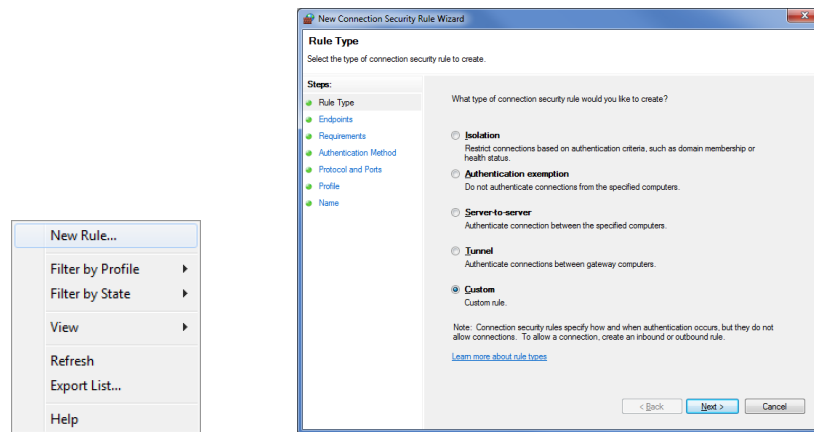 New Rule...
Filter by Profile
Filter by State
View
Refresh
Export List...
Help
New Connection Security Rule Wizard
Rule Type
Select the type of connection security rule to create.
Steps:
Rule Type
Endpoints
Requirements
Authentication Method
Protocol and Ports
Profile
Name
What type of connection security rule would you like to create?
Isolation
Restrict connections based on authentication criteria, such as domain membership or
health status.
Authentication exemption
Do not authenticate connections from the specified computers.
Server-to-server
Authenticate connection between the specified computers.
Tunnel
Authenticate connections between gateway computers.
Custom
Custom rule.
Note: Connection security rules specify how and when authentication occurs, but they do not
allow connections. To allow a connection, create an inbound or outbound rule.
Learn more about rule types
< Back
Next >
Cancel